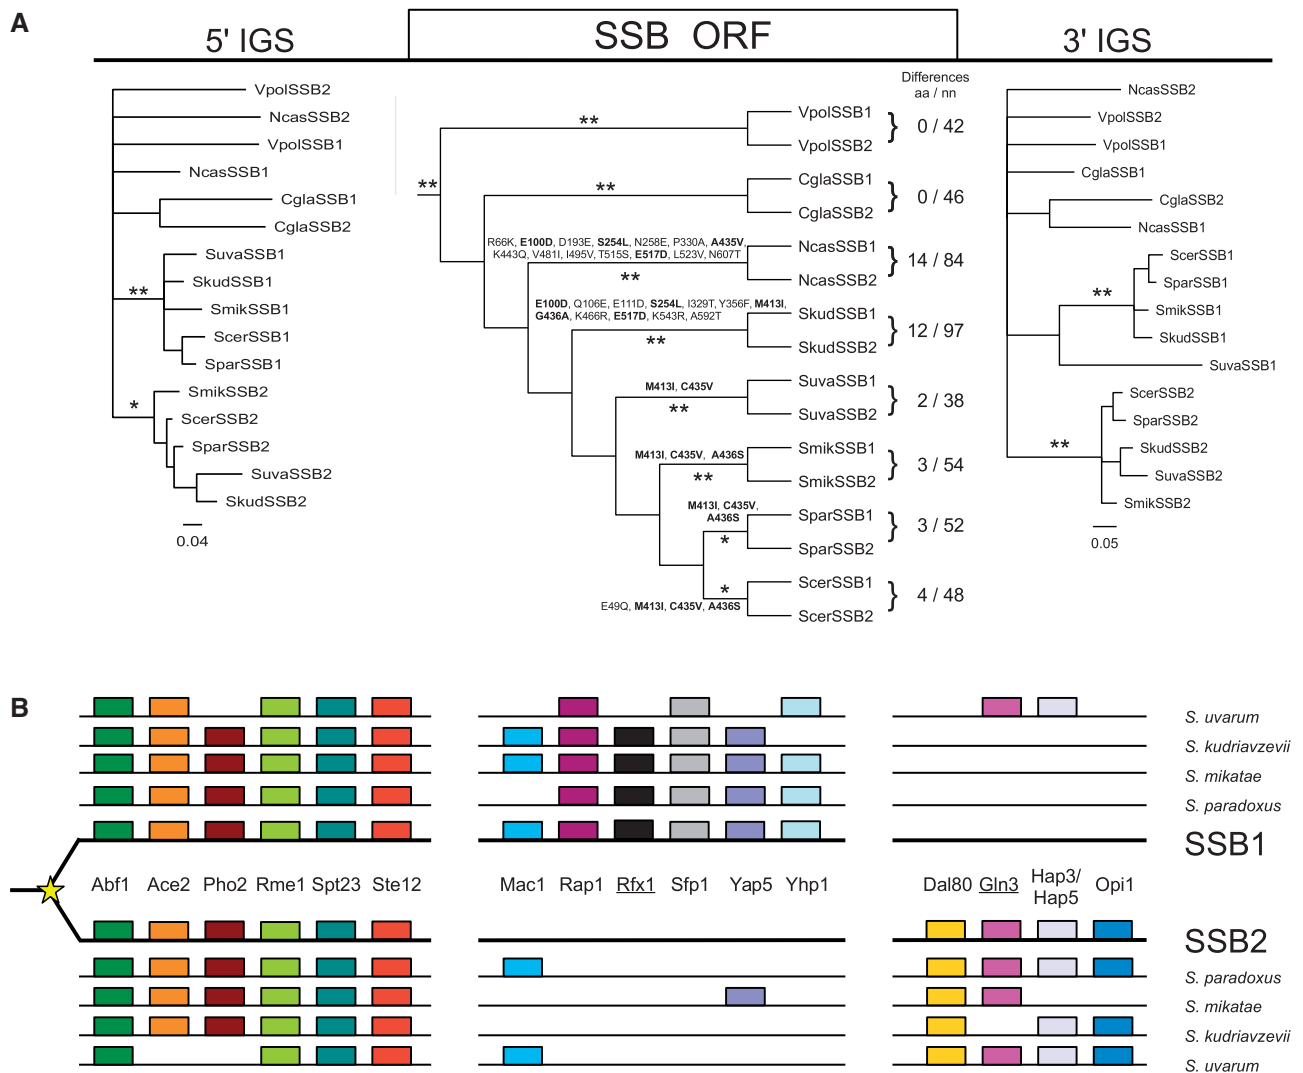 A
5' IGS
SSB ORF
3' IGS
VpolSSB2
NcasSSB2
VpolSSB1
NcasSSB1
CglaSSB1
CglaSSB2
SuvaSSB1
SkudSSB1
SmikSSB1
ScerSSB1
SparSSB1
SmikSSB2
ScerSSB2
SparSSB2
SuvaSSB2
SkudSSB2
**
*
0.04
Differences
aa / nn
**
**
VpolSSB1
VpolSSB2
} 0 / 42
**
CglaSSB1
CglaSSB2
} 0 / 46
R66K, E100D, D193E, S254L, N258E, P330A, A435V,
K443Q, V481I, I495V, T515S, E517D, L523V, N607T
**
NcasSSB1
NcasSSB2
} 14 / 84
E100D, Q106E, E111D, S254L, I329T, Y356F, M413I,
G436A, K466R, E517D, K543R, A592T
**
SkudSSB1
SkudSSB2
} 12 / 97
M413I, C435V
**
SuvaSSB1
SuvaSSB2
} 2 / 38
M413I, C435V, A436S
**
SmikSSB1
SmikSSB2
} 3 / 54
M413I, C435V,
A436S
*
SparSSB1
SparSSB2
} 3 / 52
*
E49Q, M413I, C435V, A436S
ScerSSB1
ScerSSB2
} 4 / 48
NcasSSB2
VpolSSB2
VpolSSB1
CglaSSB1
CglaSSB2
NcasSSB1
ScerSSB1
SparSSB1
SmikSSB1
SkudSSB1
SuvaSSB1
ScerSSB2
SparSSB2
SkudSSB2
SuvaSSB2
SmikSSB2
**
**
0.05
B
S. uvarum
S. kudriavzevii
S. mikatae
S. paradoxus
SSB1
Abf1 Ace2 Pho2 Rme1 Spt23 Ste12 Mac1 Rap1 Rfx1 Sfp1 Yap5 Yhp1 Dal80 Gln3 Hap3/ Opi1
Hap5
SSB2
S. paradoxus
S. mikatae
S. kudriavzevii
S. uvarum